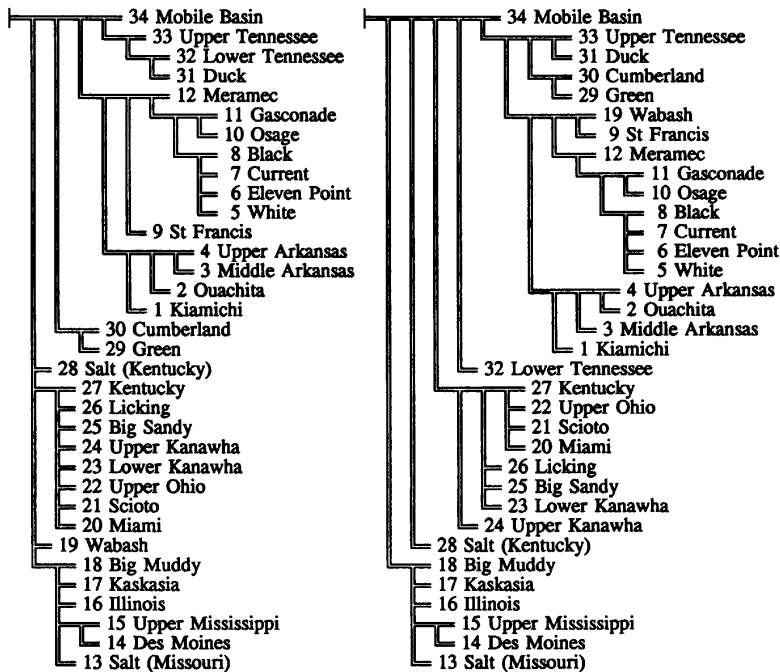 34 Mobile Basin
33 Upper Tennessee
32 Lower Tennessee
31 Duck
12 Meramec
11 Gasconade
10 Osage
8 Black
7 Current
6 Eleven Point
5 White
9 St Francis
4 Upper Arkansas
3 Middle Arkansas
2 Ouachita
1 Kiamichi
30 Cumberland
29 Green
28 Salt (Kentucky)
27 Kentucky
26 Licking
25 Big Sandy
24 Upper Kanawha
23 Lower Kanawha
22 Upper Ohio
21 Scioto
20 Miami
19 Wabash
18 Big Muddy
17 Kaskasia
16 Illinois
15 Upper Mississippi
14 Des Moines
13 Salt (Missouri)
34 Mobile Basin
33 Upper Tennessee
31 Duck
30 Cumberland
29 Green
19 Wabash
9 St Francis
12 Meramec
11 Gasconade
10 Osage
8 Black
7 Current
6 Eleven Point
5 White
4 Upper Arkansas
2 Ouachita
3 Middle Arkansas
1 Kiamichi
32 Lower Tennessee
27 Kentucky
22 Upper Ohio
21 Scioto
20 Miami
26 Licking
25 Big Sandy
23 Lower Kanawha
24 Upper Kanawha
28 Salt (Kentucky)
18 Big Muddy
17 Kaskasia
16 Illinois
15 Upper Mississippi
14 Des Moines
13 Salt (Missouri)